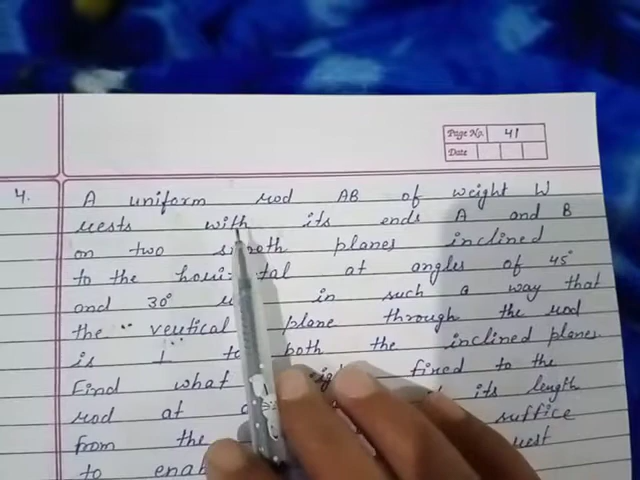 Page No. 41
Date
4. A uniform rod AB of weight W
rests with its ends A and B
on two planes inclined
to the tal at angles of 45°
and 30° in such a way that
the vertical plane through the rod
is ⊥ to both the inclined planes.
Find what fixed to the
rod at its length
from the suffice
to